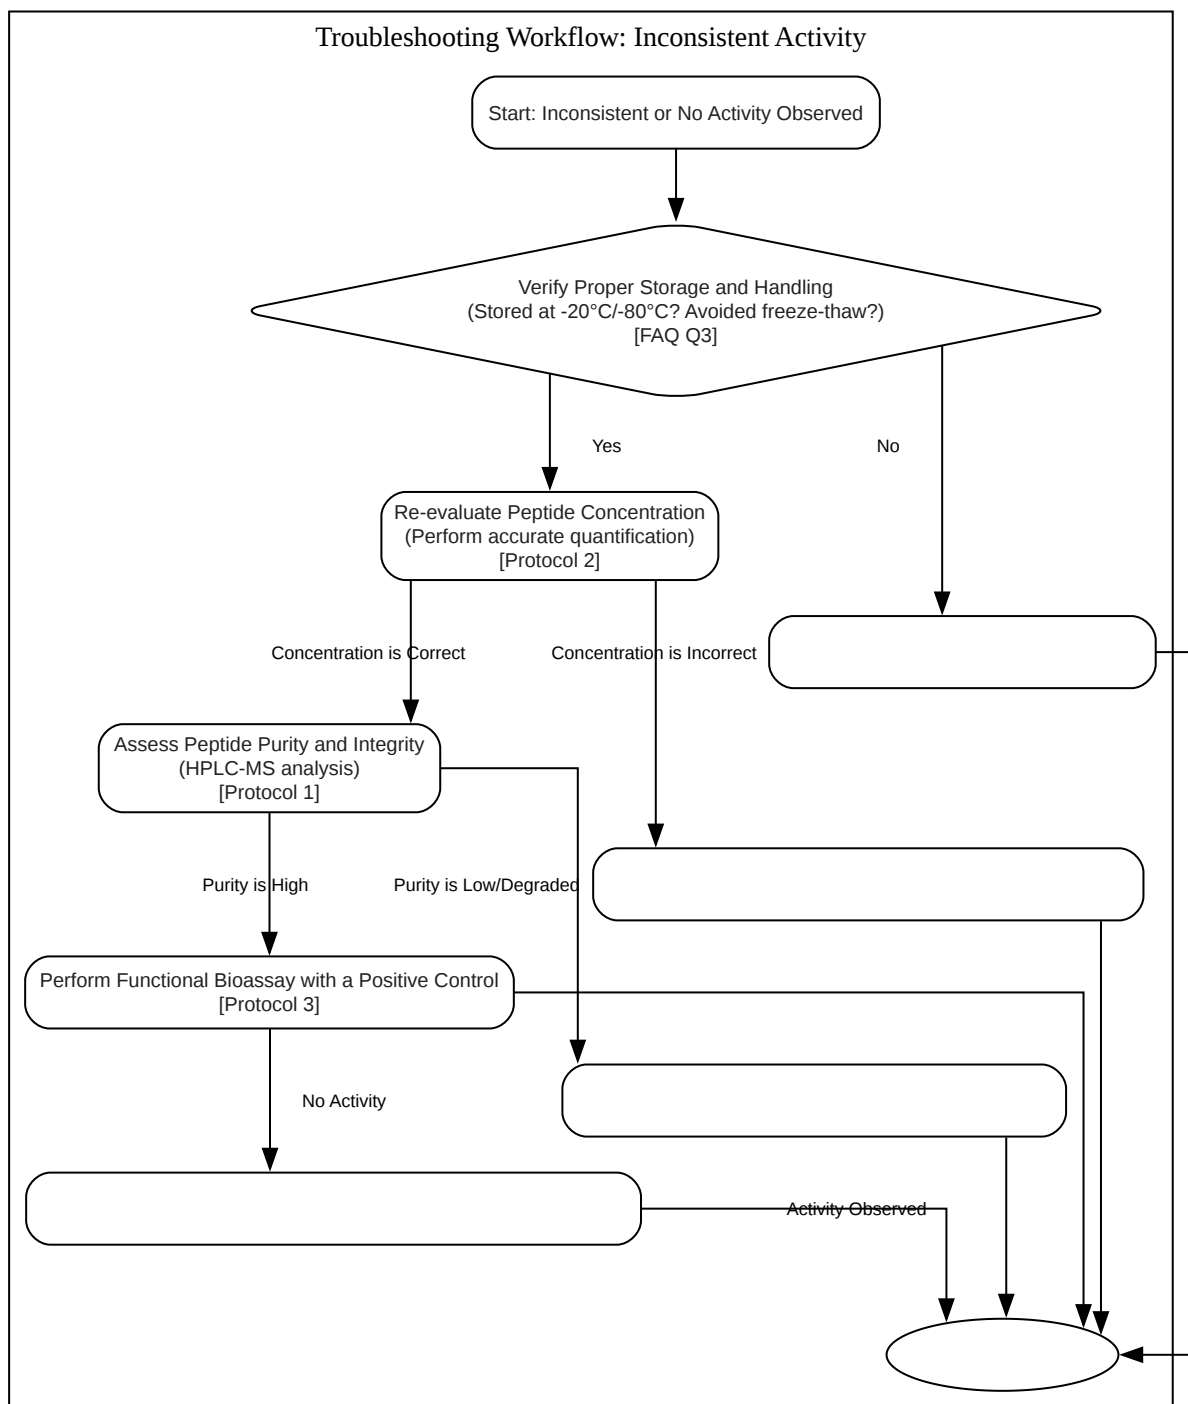 Troubleshooting Workflow: Inconsistent Activity
Start: Inconsistent or No Activity Observed
Verify Proper Storage and Handling
(Stored at -20°C/-80°C? Avoided freeze-thaw?)
[FAQ Q3]
Yes
No
Re-evaluate Peptide Concentration
(Perform accurate quantification)
[Protocol 2]
Concentration is Correct
Concentration is Incorrect
Assess Peptide Purity and Integrity
(HPLC-MS analysis)
[Protocol 1]
Purity is High
Purity is Low/Degraded
Perform Functional Bioassay with a Positive Control
[Protocol 3]
No Activity
Activity Observed